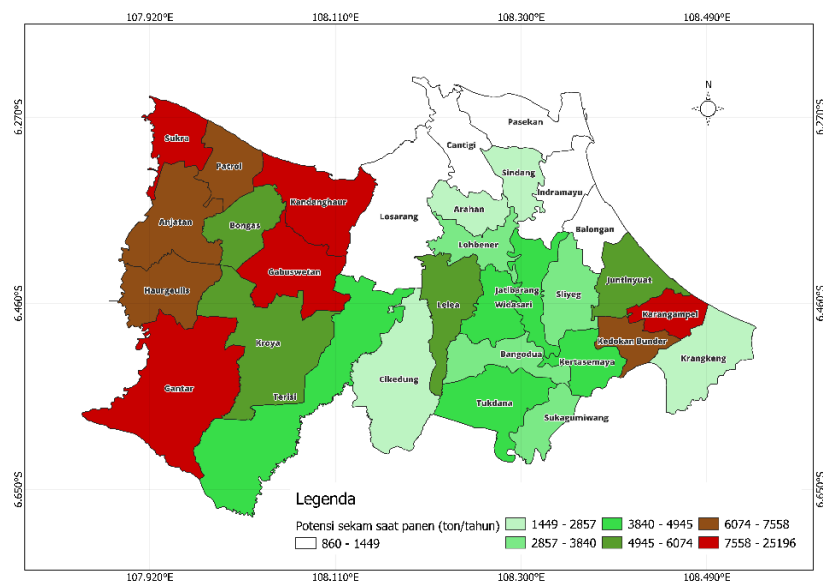 107.920°E 108.110°E 108.300°E 108.490°E
6.270°S 6.270°S
N
Pasekan
Sukra
Cantigi
Patrol
Sindang
Indramayu
Kandanghaur
Arahan
Losarang
Anjatan
Bongas
Balongan
Lohbener
Gabuswetan
Juntinyuat
Haurgeulis
Jatibarang
Sliyeg
6.460°S 6.460°S
Lelea
Widasari
Karangampel
Kroya
Kedokan Bunder
Bangodua
Krangkeng
Kertasemaya
Cikedung
Gantar
Terisi
Tukdana
Sukagumiwang
6.650°S 6.650°S
Legenda
Potensi sekam saat panen (ton/tahun)
860 - 1449
1449 - 2857
2857 - 3840
3840 - 4945
4945 - 6074
6074 - 7558
7558 - 25196
107.920°E 108.110°E 108.300°E 108.490°E